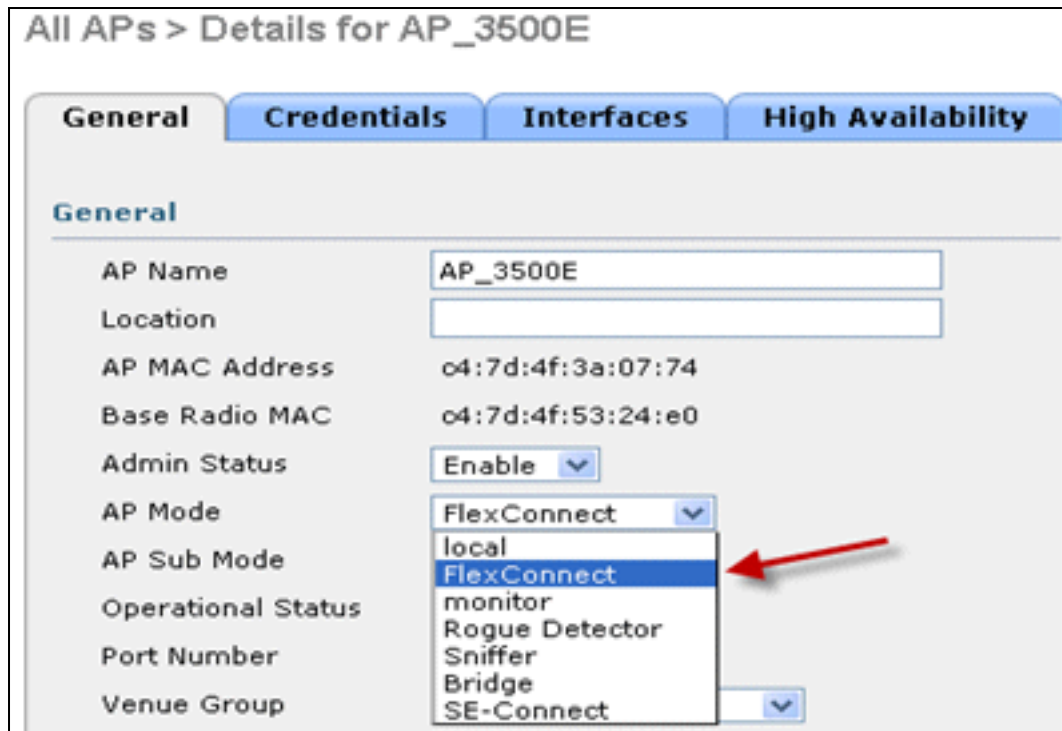 All APs > Details for AP_3500E
General Credentials Interfaces High Availability
General
AP Name AP_3500E
Location
AP MAC Address c4:7d:4f:3a:07:74
Base Radio MAC c4:7d:4f:53:24:e0
Admin Status Enable
AP Mode FlexConnect
local
AP Sub Mode
FlexConnect
monitor
Operational Status
Rogue Detector
Sniffer
Port Number
Bridge
Venue Group
SE-Connect